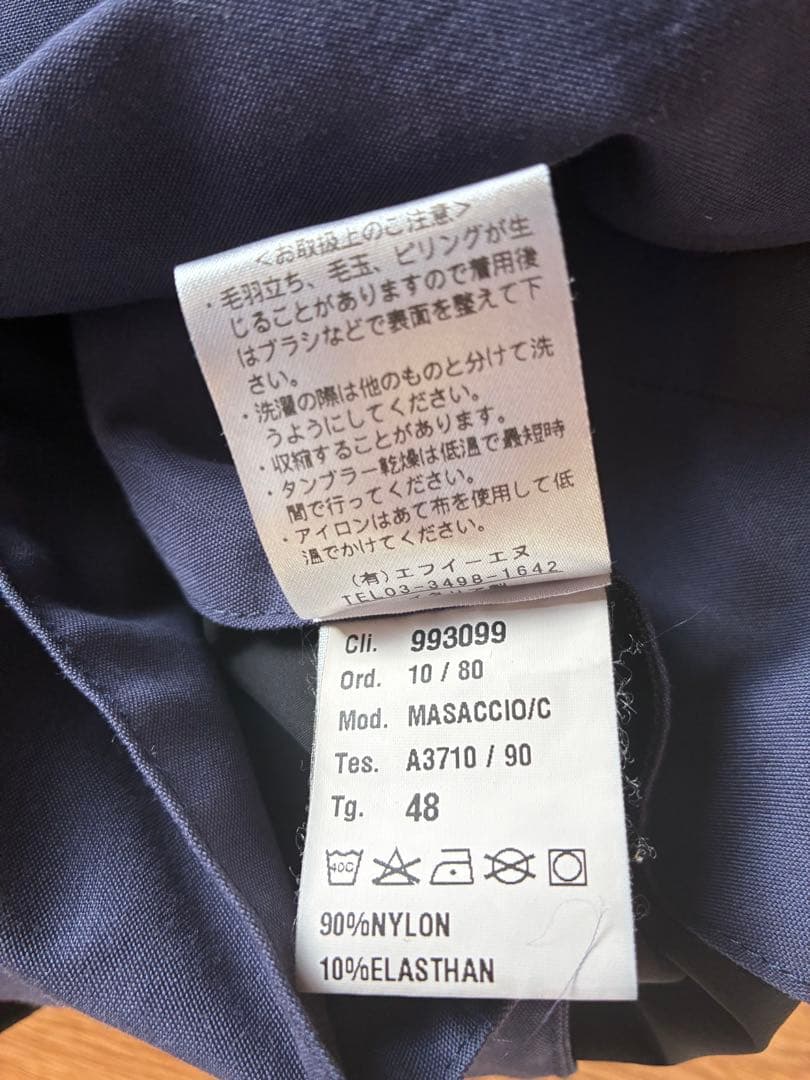 <お取扱上のご注意>
・毛羽立ち、毛玉、ピリングが生
じることがありますので着用後
はブラシなどで表面を整えて下
さい。
・洗濯の際は他のものと分けて洗
うようにしてください。
・収縮することがあります。
・タンブラー乾燥は低温で最短時
間で行ってください。
・アイロンはあて布を使用して低
温でかけてください。
(有)エフイーエヌ
TEL03-3498-1642
Cli. 993099
Ord. 10 / 80
Mod. MASACCIO/C
Tes. A3710 / 90
Tg. 48
40C
90%NYLON
10%ELASTHAN